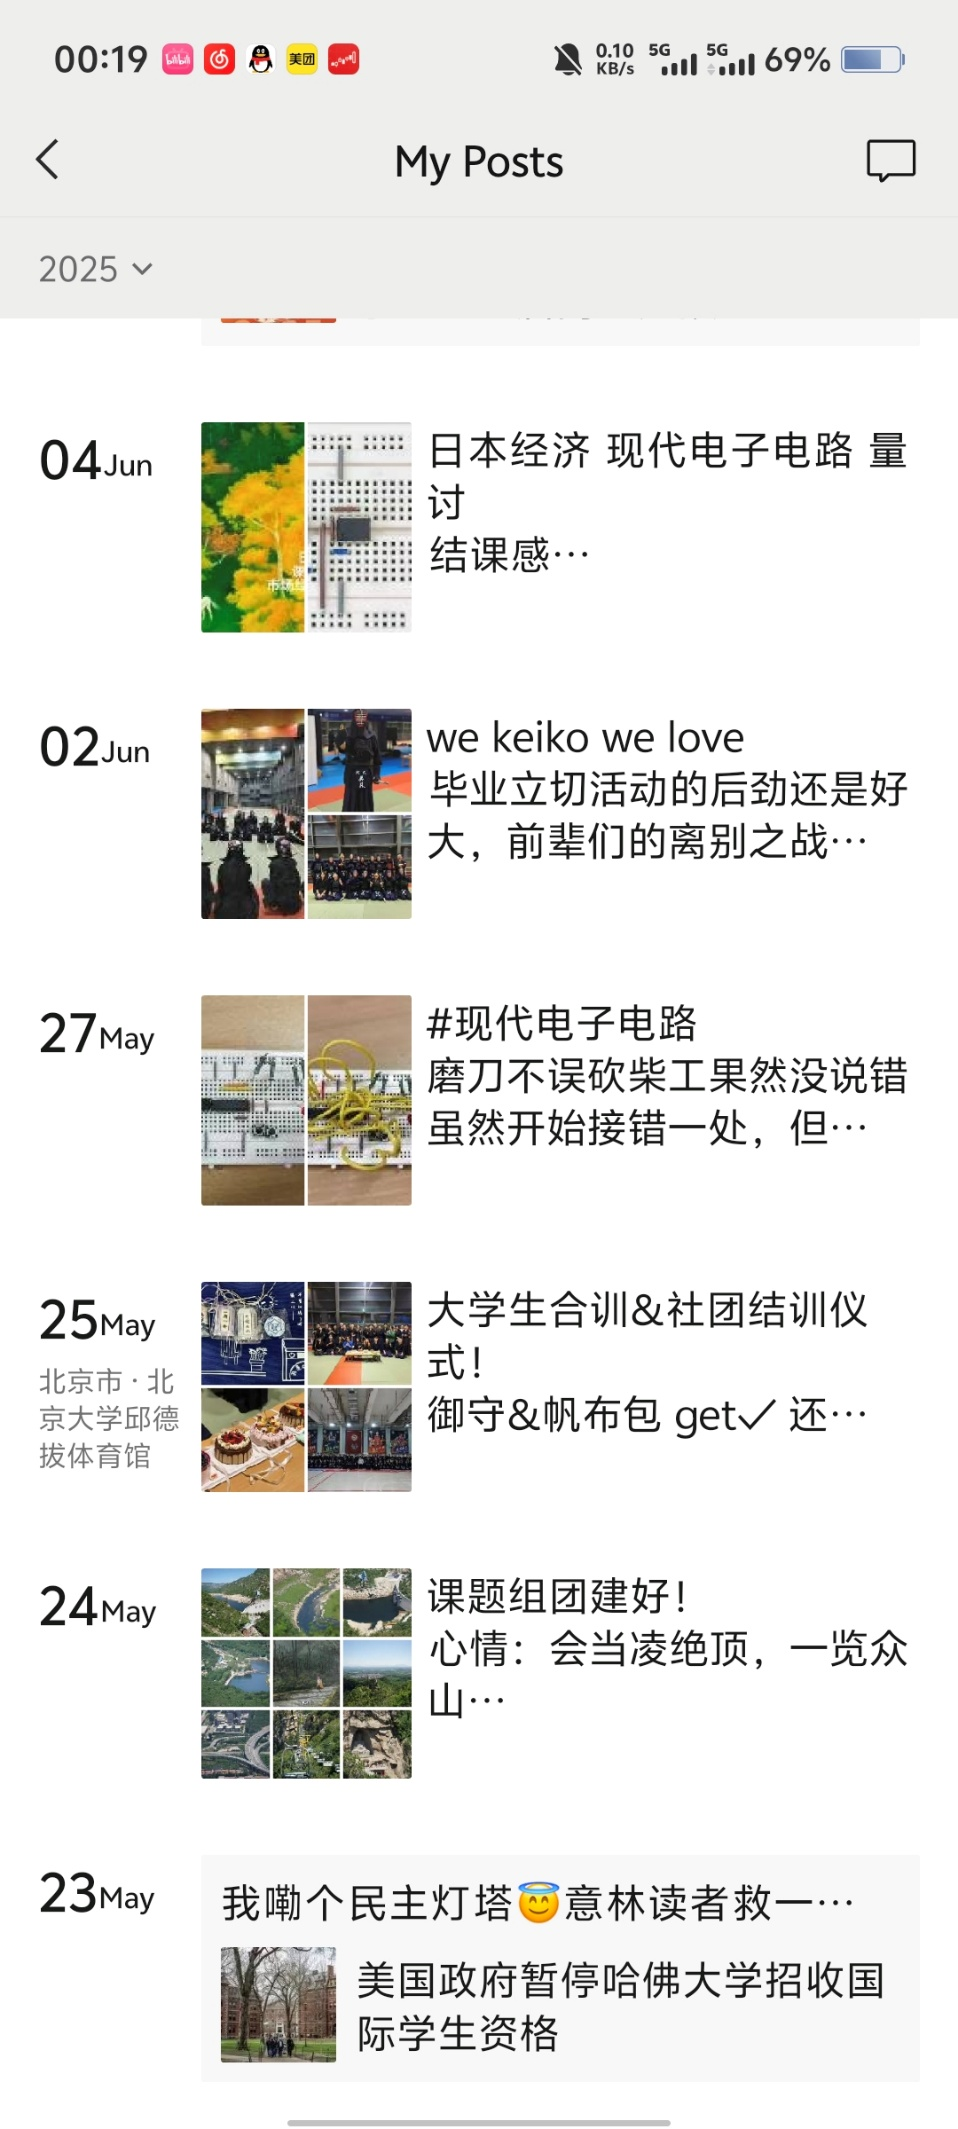 00:19
bilibili
美团
0.10
KB/s
5G
5G
69%
My Posts
2025
04Jun
日本经济 现代电子电路 量
讨
结课感…
02Jun
we keiko we love
毕业立切活动的后劲还是好
大，前辈们的离别之战…
27May
#现代电子电路
磨刀不误砍柴工果然没说错
虽然开始接错一处，但…
25May
北京市·北
京大学邱德
拔体育馆
大学生合训&社团结训仪
式！
御守&帆布包 get✓ 还…
24May
课题组团建好！
心情：会当凌绝顶，一览众
山…
23May
我嘞个民主灯塔😇意林读者救一…
美国政府暂停哈佛大学招收国
际学生资格